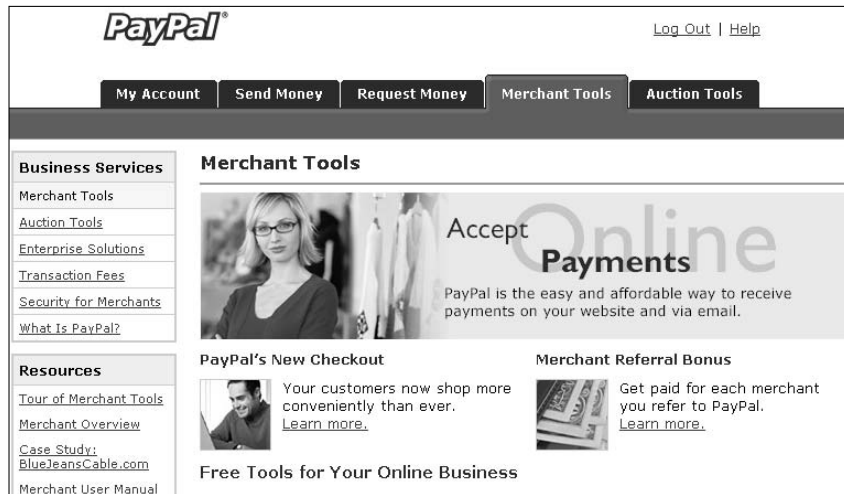 PayPal®
Log Out | Help
My Account Send Money Request Money Merchant Tools Auction Tools
Business Services
Merchant Tools
Auction Tools
Enterprise Solutions
Transaction Fees
Security for Merchants
What Is PayPal?
Resources
Tour of Merchant Tools
Merchant Overview
Case Study:
BlueJeansCable.com
Merchant User Manual
Merchant Tools
Accept Online
Payments
PayPal is the easy and affordable way to receive
payments on your website and via email.
PayPal's New Checkout
Your customers now shop more
conveniently than ever.
Learn more.
Merchant Referral Bonus
Get paid for each merchant
you refer to PayPal.
Learn more.
Free Tools for Your Online Business